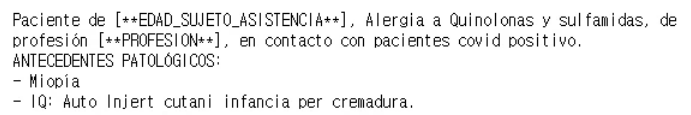 Paciente de [**EDAD_SUJETO_ASISTENCIA**], Alergia a Quinolonas y sulfamidas, de
profesión [**PROFESION**], en contacto con pacientes covid positivo.
ANTECEDENTES PATOLÓGICOS:
- Miopía
- IQ: Auto Injert cutani infancia per cremadura.